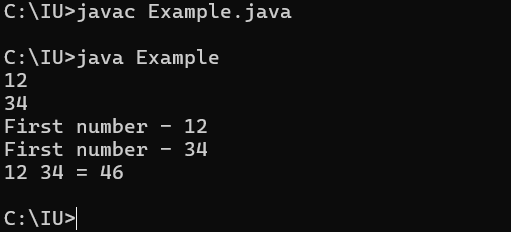 C:\IU>javac Example.java
C:\IU>java Example
12
34
First number - 12
First number - 34
12 34 = 46
C:\IU>